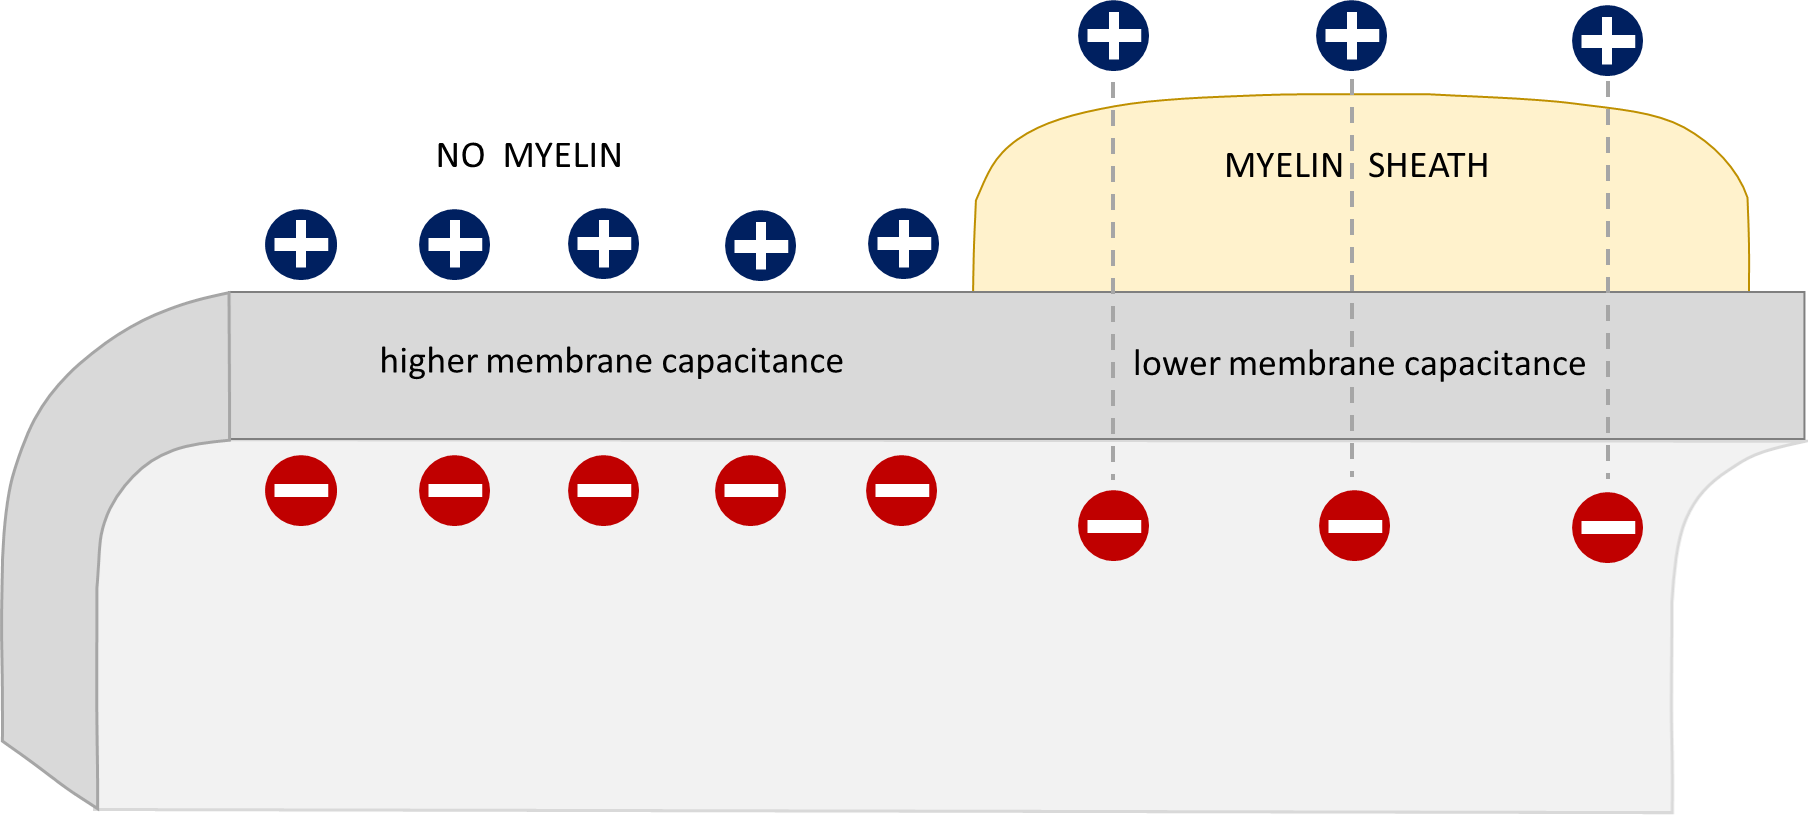 NO MYELIN
MYELIN SHEATH
higher membrane capacitance
lower membrane capacitance